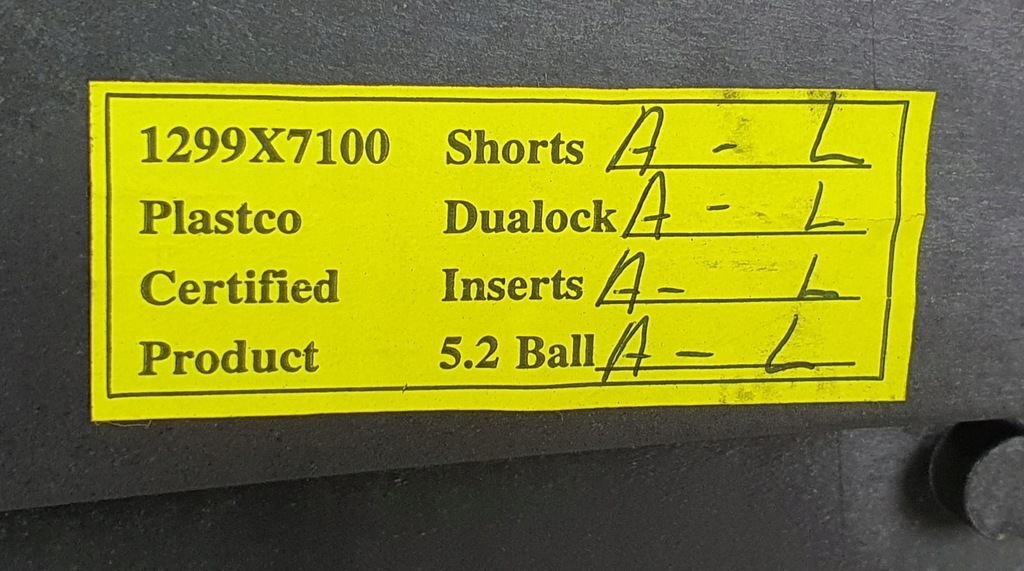 1299X7100 Shorts A - L
Plastco Dualock A - L
Certified Inserts A - L
Product 5.2 Ball A - L